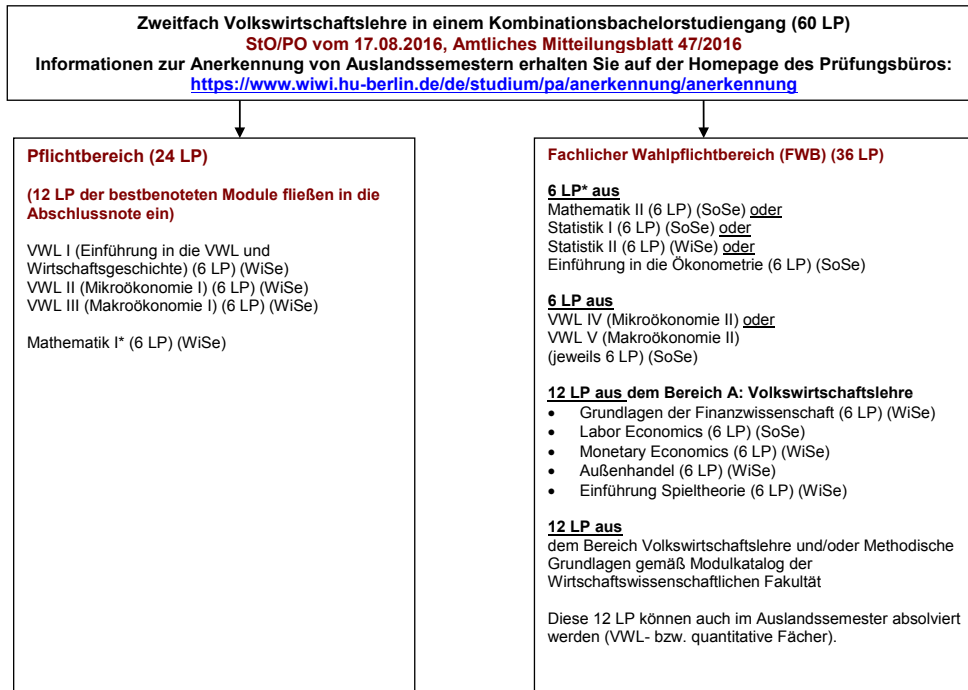 Zweitfach Volkswirtschaftslehre in einem Kombinationsbachelorstudiengang (60 LP)
StO/PO vom 17.08.2016, Amtliches Mitteilungsblatt 47/2016
Informationen zur Anerkennung von Auslandssemestern erhalten Sie auf der Homepage des Prüfungsbüros:
https://www.wiwi.hu-berlin.de/de/studium/pa/anerkennung/anerkennung
Pflichtbereich (24 LP)
(12 LP der bestbenoteten Module fließen in die
Abschlussnote ein)
VWL I (Einführung in die VWL und
Wirtschaftsgeschichte) (6 LP) (WiSe)
VWL II (Mikroökonomie I) (6 LP) (WiSe)
VWL III (Makroökonomie I) (6 LP) (WiSe)
Mathematik I* (6 LP) (WiSe)
Fachlicher Wahlpflichtbereich (FWB) (36 LP)
6 LP* aus
Mathematik II (6 LP) (SoSe) oder
Statistik I (6 LP) (SoSe) oder
Statistik II (6 LP) (WiSe) oder
Einführung in die Ökonometrie (6 LP) (SoSe)
6 LP aus
VWL IV (Mikroökonomie II) oder
VWL V (Makroökonomie II)
(jeweils 6 LP) (SoSe)
12 LP aus dem Bereich A: Volkswirtschaftslehre
• Grundlagen der Finanzwissenschaft (6 LP) (WiSe)
• Labor Economics (6 LP) (SoSe)
• Monetary Economics (6 LP) (WiSe)
• Außenhandel (6 LP) (WiSe)
• Einführung Spieltheorie (6 LP) (WiSe)
12 LP aus
dem Bereich Volkswirtschaftslehre und/oder Methodische
Grundlagen gemäß Modulkatalog der
Wirtschaftswissenschaftlichen Fakultät
Diese 12 LP können auch im Auslandssemester absolviert
werden (VWL- bzw. quantitative Fächer).